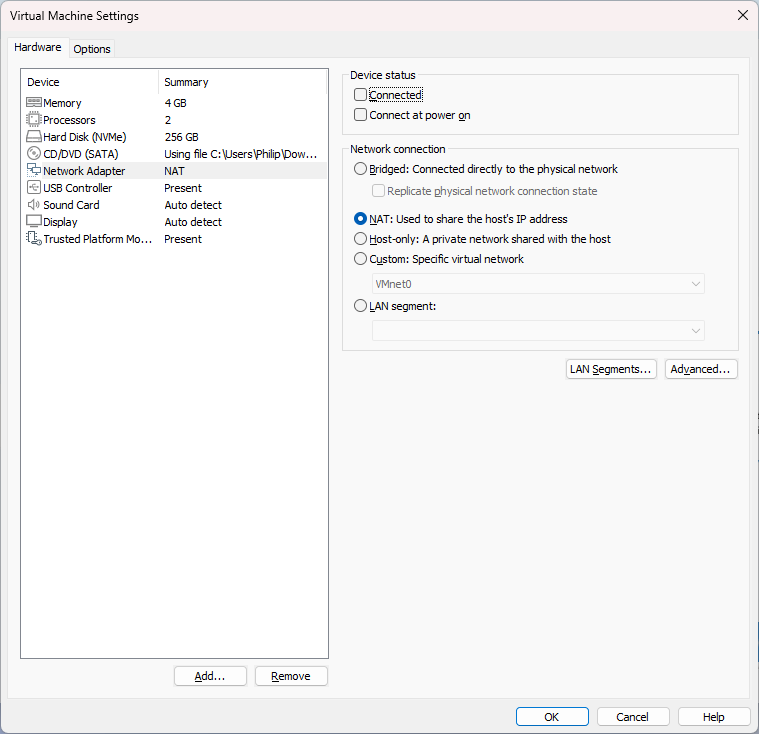 Virtual Machine Settings
Hardware
Options
Device Summary
Memory 4 GB
Processors 2
Hard Disk (NVMe) 256 GB
CD/DVD (SATA) Using file C:\Users\Philip\Dow...
Network Adapter NAT
USB Controller Present
Sound Card Auto detect
Display Auto detect
Trusted Platform Mo... Present
Add...
Remove
Device status
Connected
Connect at power on
Network connection
Bridged: Connected directly to the physical network
Replicate physical network connection state
NAT: Used to share the host's IP address
Host-only: A private network shared with the host
Custom: Specific virtual network
VMnet0
LAN segment:
LAN Segments...
Advanced...
OK
Cancel
Help